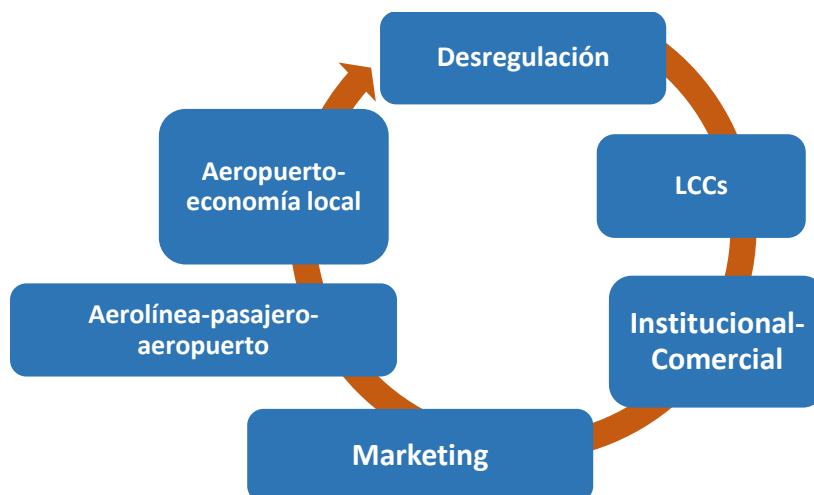 Desregulación
LCCs
Institucional-
Comercial
Marketing
Aerolínea-pasajero-
aeropuerto
Aeropuerto-
economía local